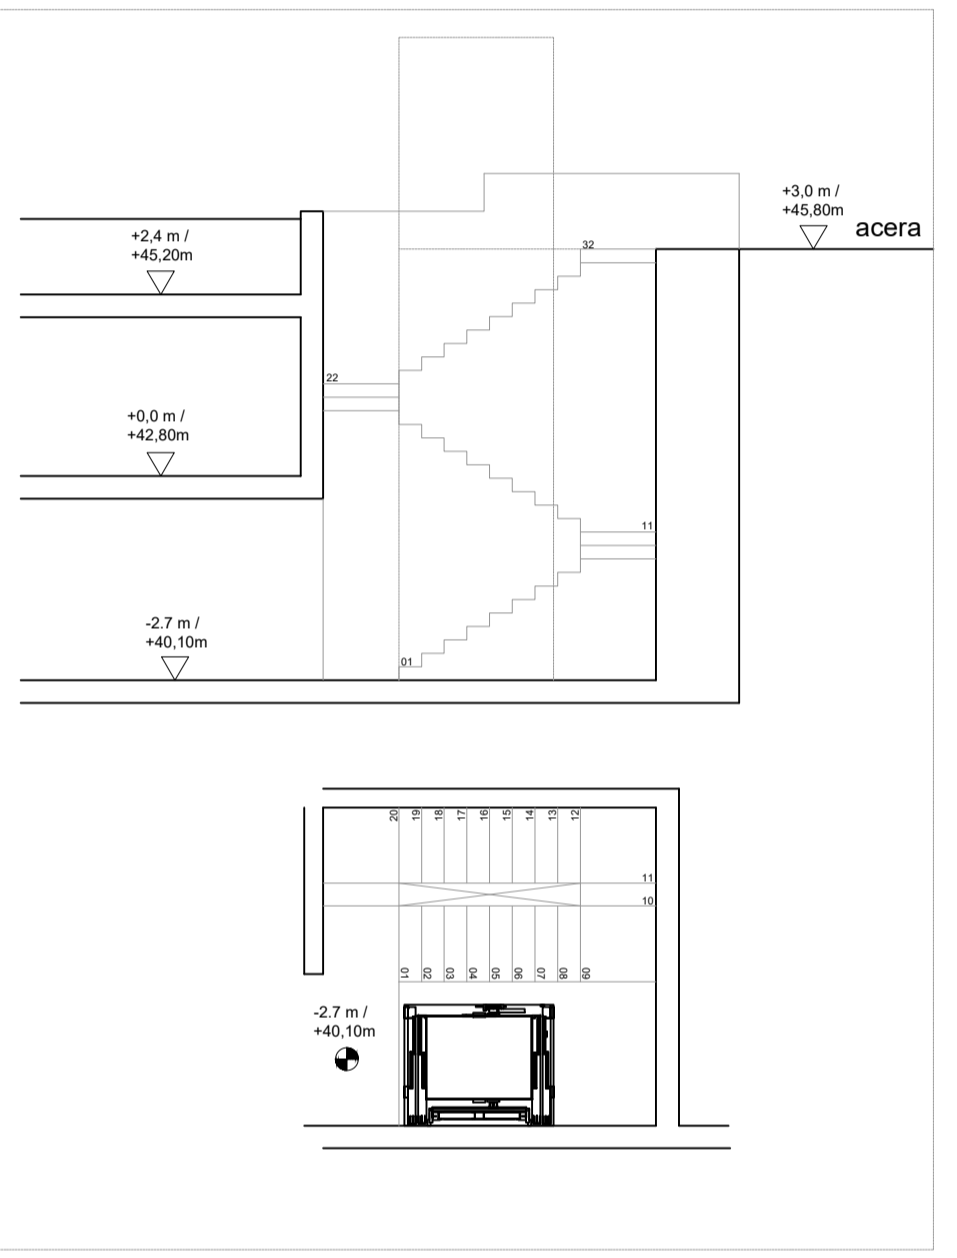 +3,0 m /
+45,80m
acera
+2,4 m /
+45,20m
32
22
+0,0 m /
+42,80m
11
-2.7 m /
+40,10m
01
20
19
18
17
16
15
14
13
12
11
10
01
02
03
04
05
06
07
08
09
-2.7 m /
+40,10m